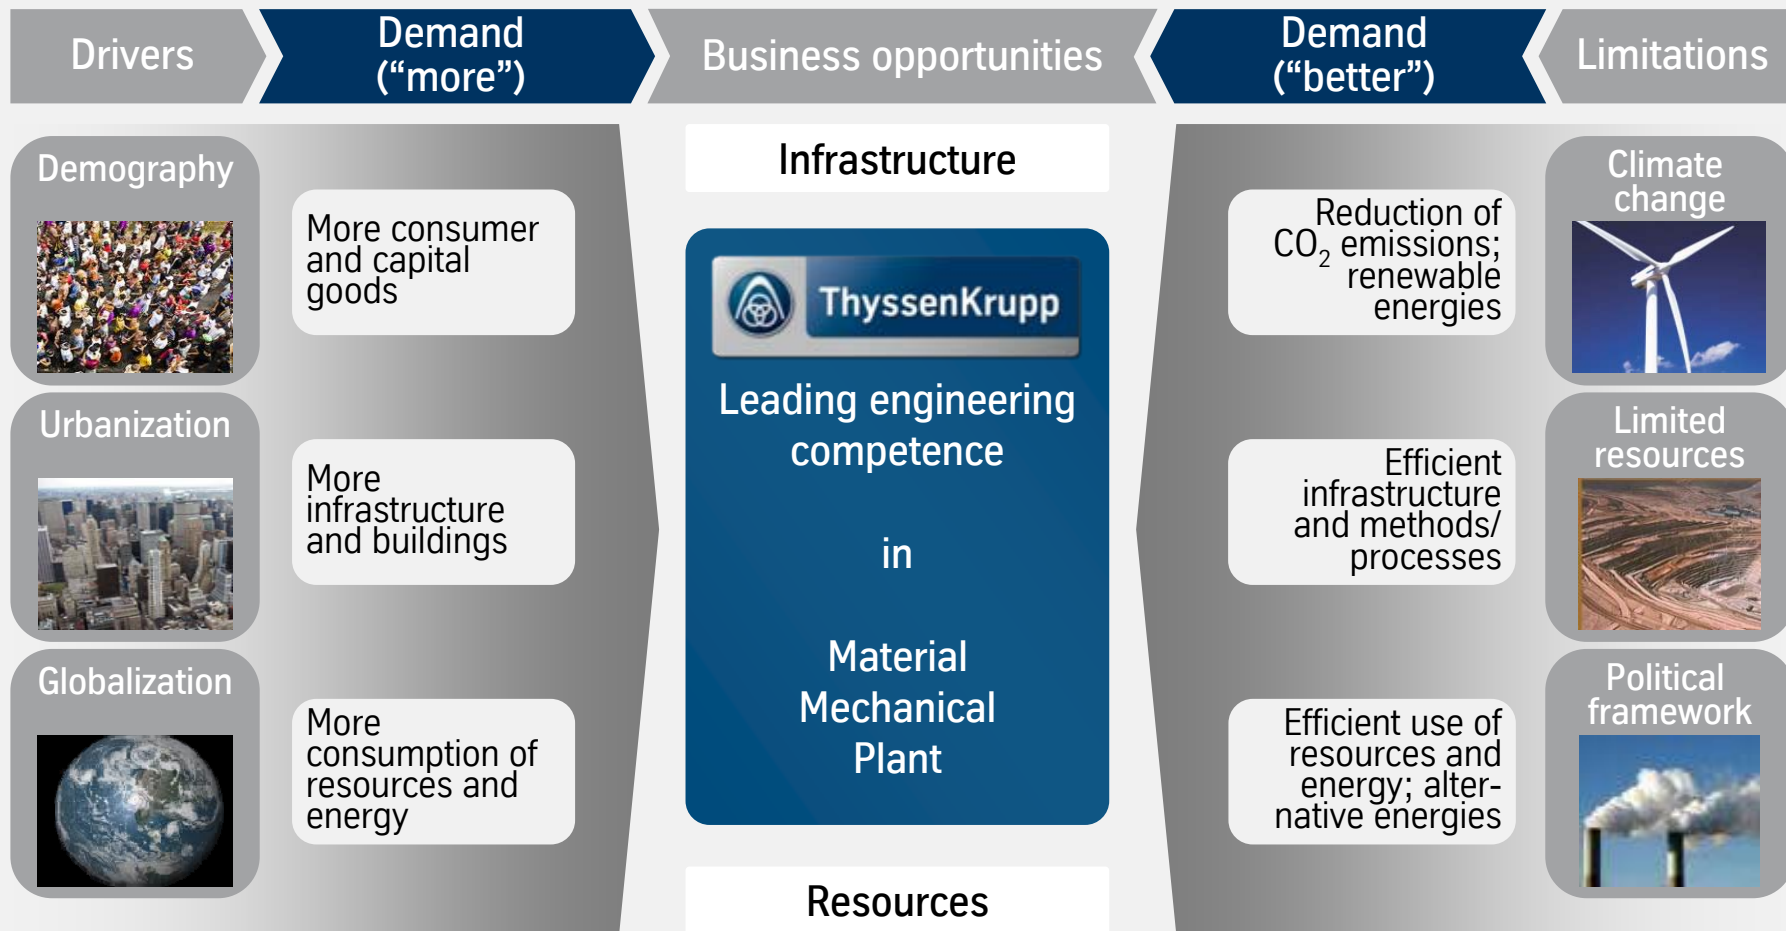 Drivers
Demand
(“more”)
Business opportunities
Demand
(“better”)
Limitations
Demography
More consumer
and capital
goods
Urbanization
More
infrastructure
and buildings
Globalization
More
consumption of
resources and
energy
Infrastructure
ThyssenKrupp
Leading engineering
competence
in
Material
Mechanical
Plant
Resources
Reduction of
CO₂ emissions;
renewable
energies
Climate
change
Efficient
infrastructure
and methods/
processes
Limited
resources
Efficient use of
resources and
energy; alter-
native energies
Political
framework